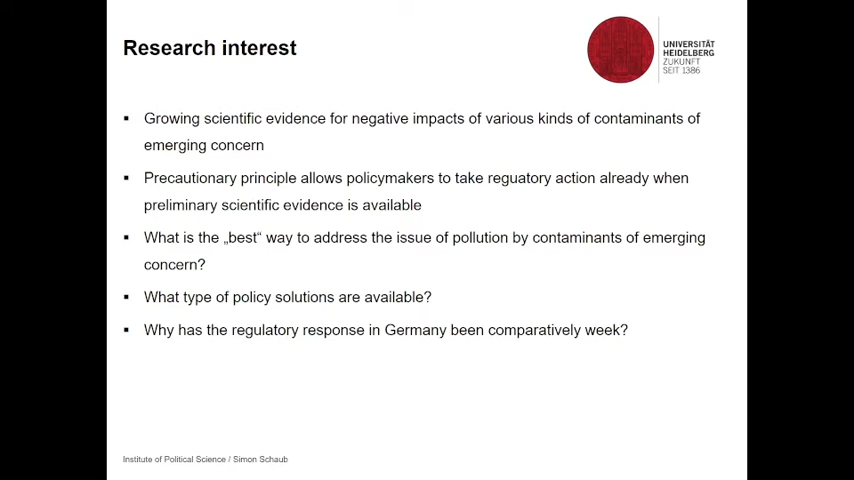 Research interest
UNIVERSITÄT
HEIDELBERG
ZUKUNFT
SEIT 1386
▪ Growing scientific evidence for negative impacts of various kinds of contaminants of
emerging concern
▪ Precautionary principle allows policymakers to take reguatory action already when
preliminary scientific evidence is available
▪ What is the „best“ way to address the issue of pollution by contaminants of emerging
concern?
▪ What type of policy solutions are available?
▪ Why has the regulatory response in Germany been comparatively week?
Institute of Political Science / Simon Schaub